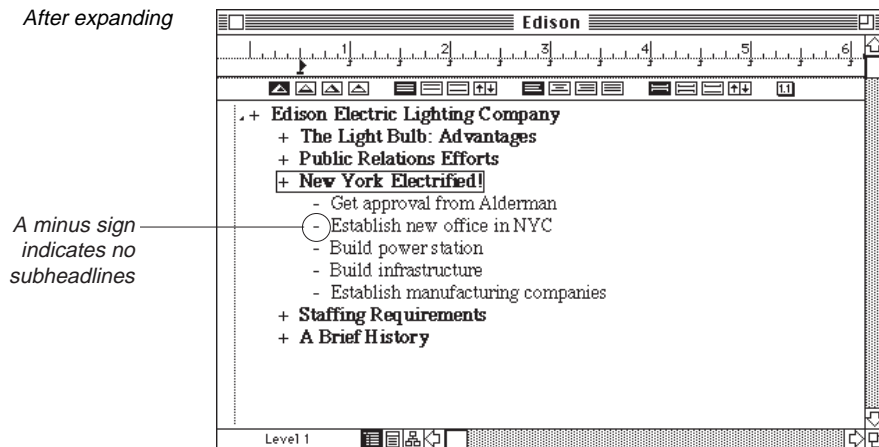 After expanding
Edison
1 2 3 4 5 6
1.1
+ Edison Electric Lighting Company
+ The Light Bulb: Advantages
+ Public Relations Efforts
+ New York Electrified!
- Get approval from Alderman
- Establish new office in NYC
- Build power station
- Build infrastructure
- Establish manufacturing companies
+ Staffing Requirements
+ A Brief History
A minus sign
indicates no
subheadlines
Level 1